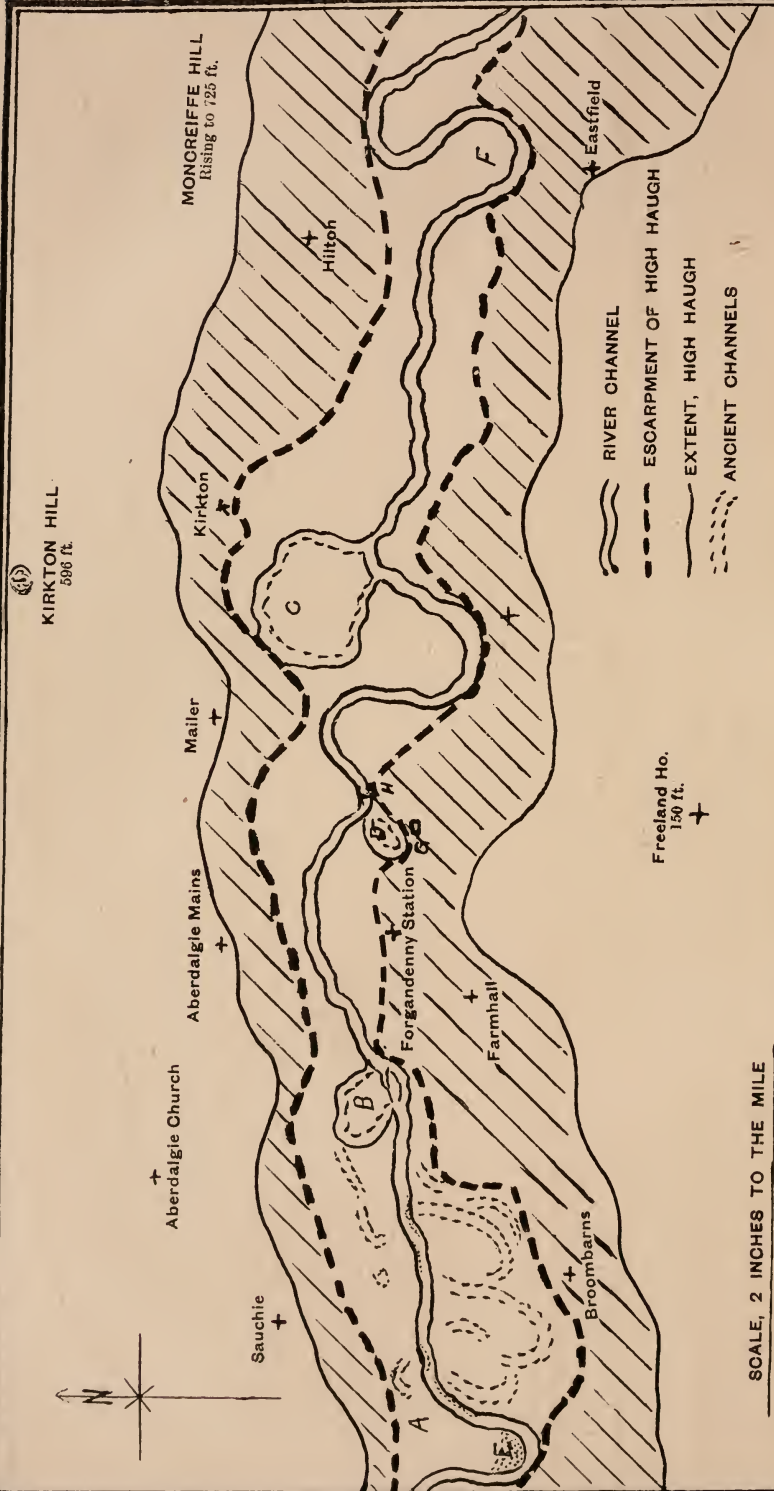 MONCREIFFE HILL
Rising to 725 ft.
KIRKTON HILL
596 ft.
Hilton
Kirkton
Mailer
Aberdalgie Mains
Aberdalgie Church
Sauchie
N
A
B
C
D
E
F
G
H
Eastfield
Forgandenny Station
Farmhall
Broombarns
Freeland Ho.
150 ft.
RIVER CHANNEL
ESCARPMENT OF HIGH HAUGH
EXTENT, HIGH HAUGH
ANCIENT CHANNELS
SCALE, 2 INCHES TO THE MILE